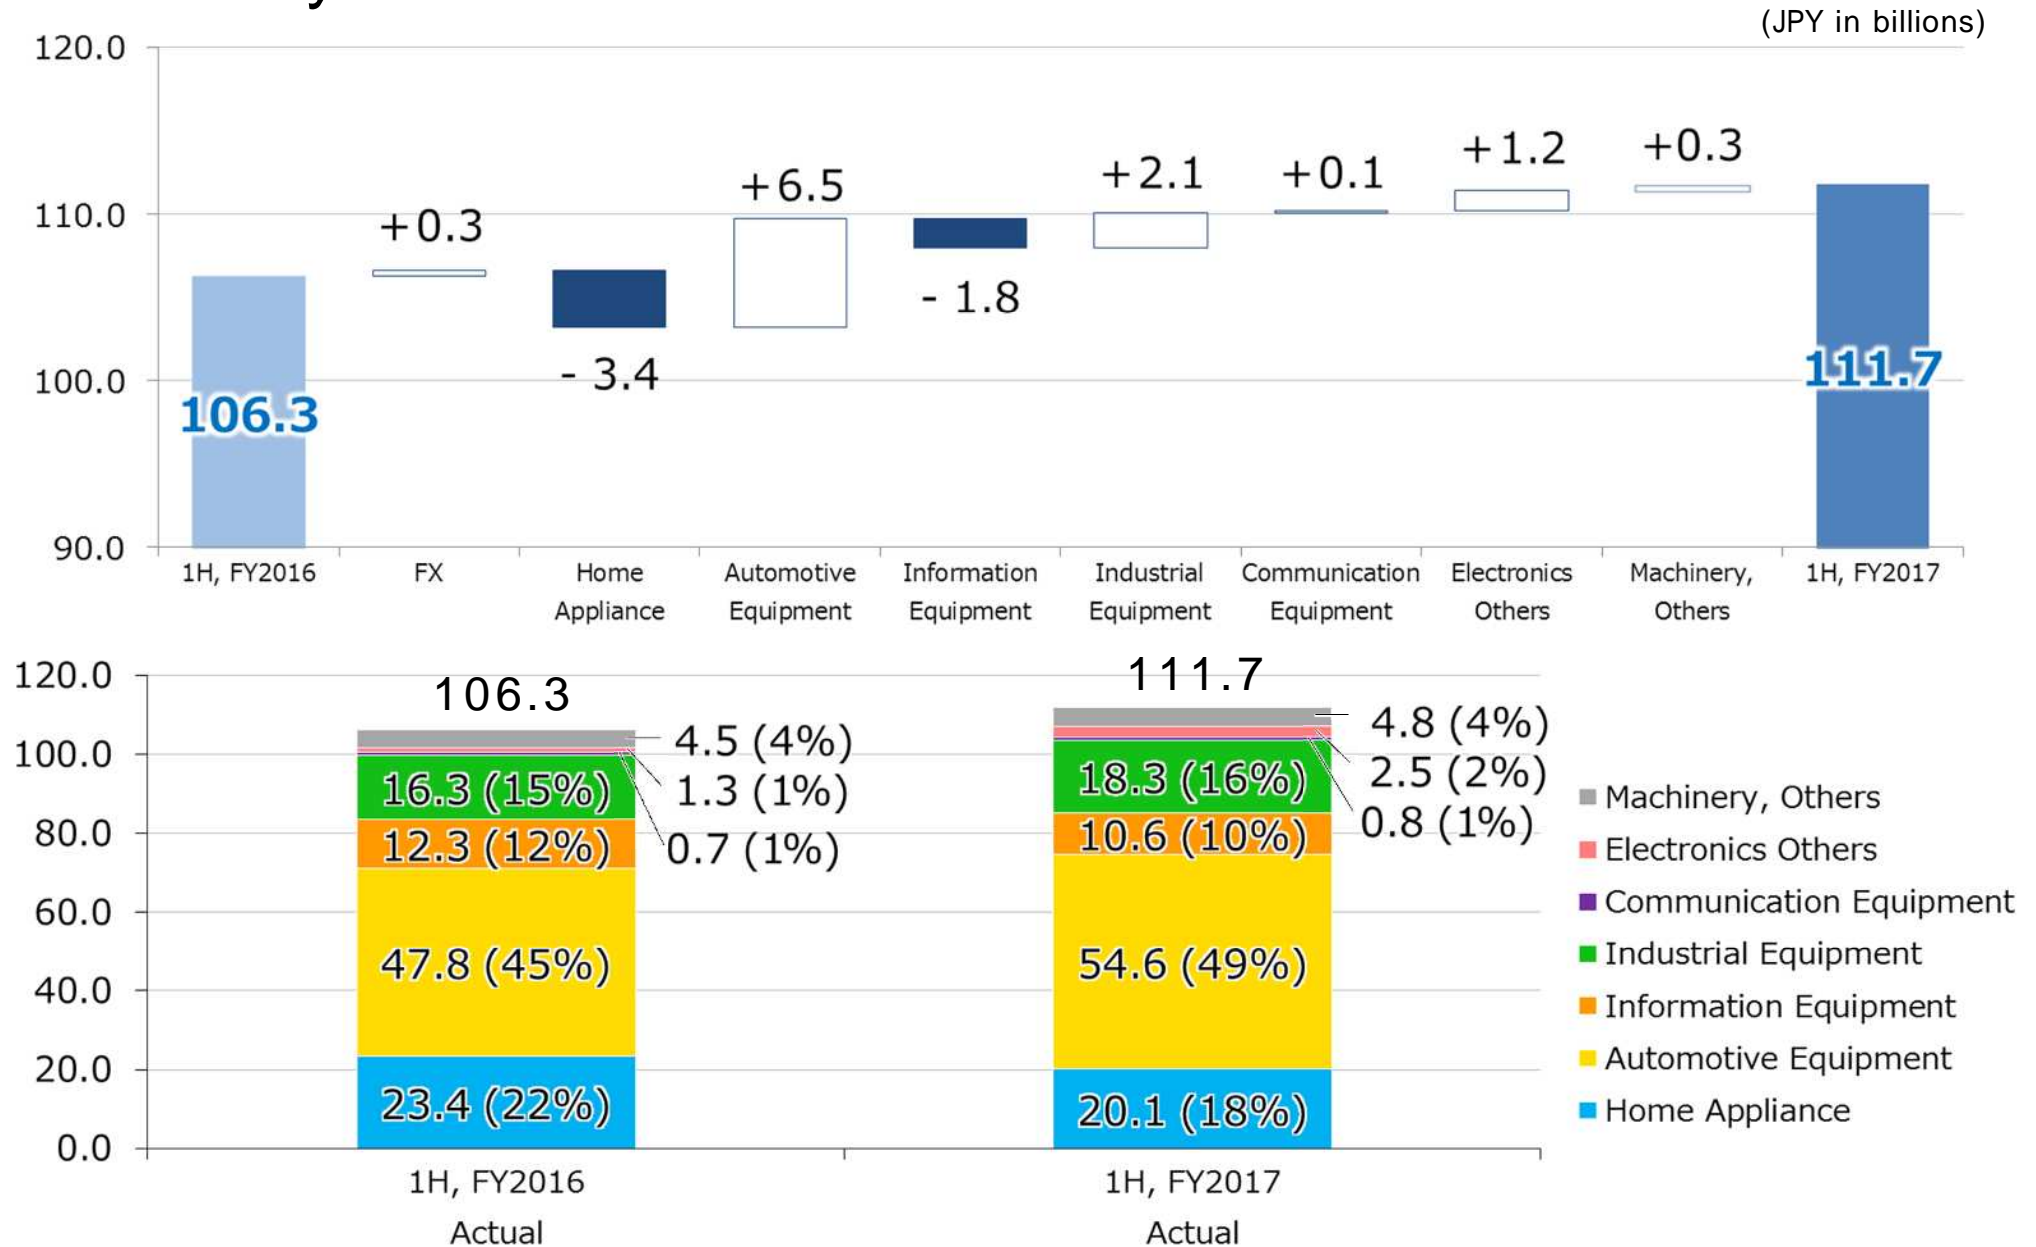 (JPY in billions)
120.0
110.0
100.0
90.0
106.3
+0.3
- 3.4
+6.5
- 1.8
+2.1
+0.1
+1.2
+0.3
111.7
1H, FY2016
FX
Home
Appliance
Automotive
Equipment
Information
Equipment
Industrial
Equipment
Communication
Equipment
Electronics
Others
Machinery,
Others
1H, FY2017
120.0
100.0
80.0
60.0
40.0
20.0
0.0
106.3
4.5 (4%)
1.3 (1%)
0.7 (1%)
16.3 (15%)
12.3 (12%)
47.8 (45%)
23.4 (22%)
1H, FY2016
Actual
111.7
4.8 (4%)
2.5 (2%)
0.8 (1%)
18.3 (16%)
10.6 (10%)
54.6 (49%)
20.1 (18%)
1H, FY2017
Actual
Machinery, Others
Electronics Others
Communication Equipment
Industrial Equipment
Information Equipment
Automotive Equipment
Home Appliance